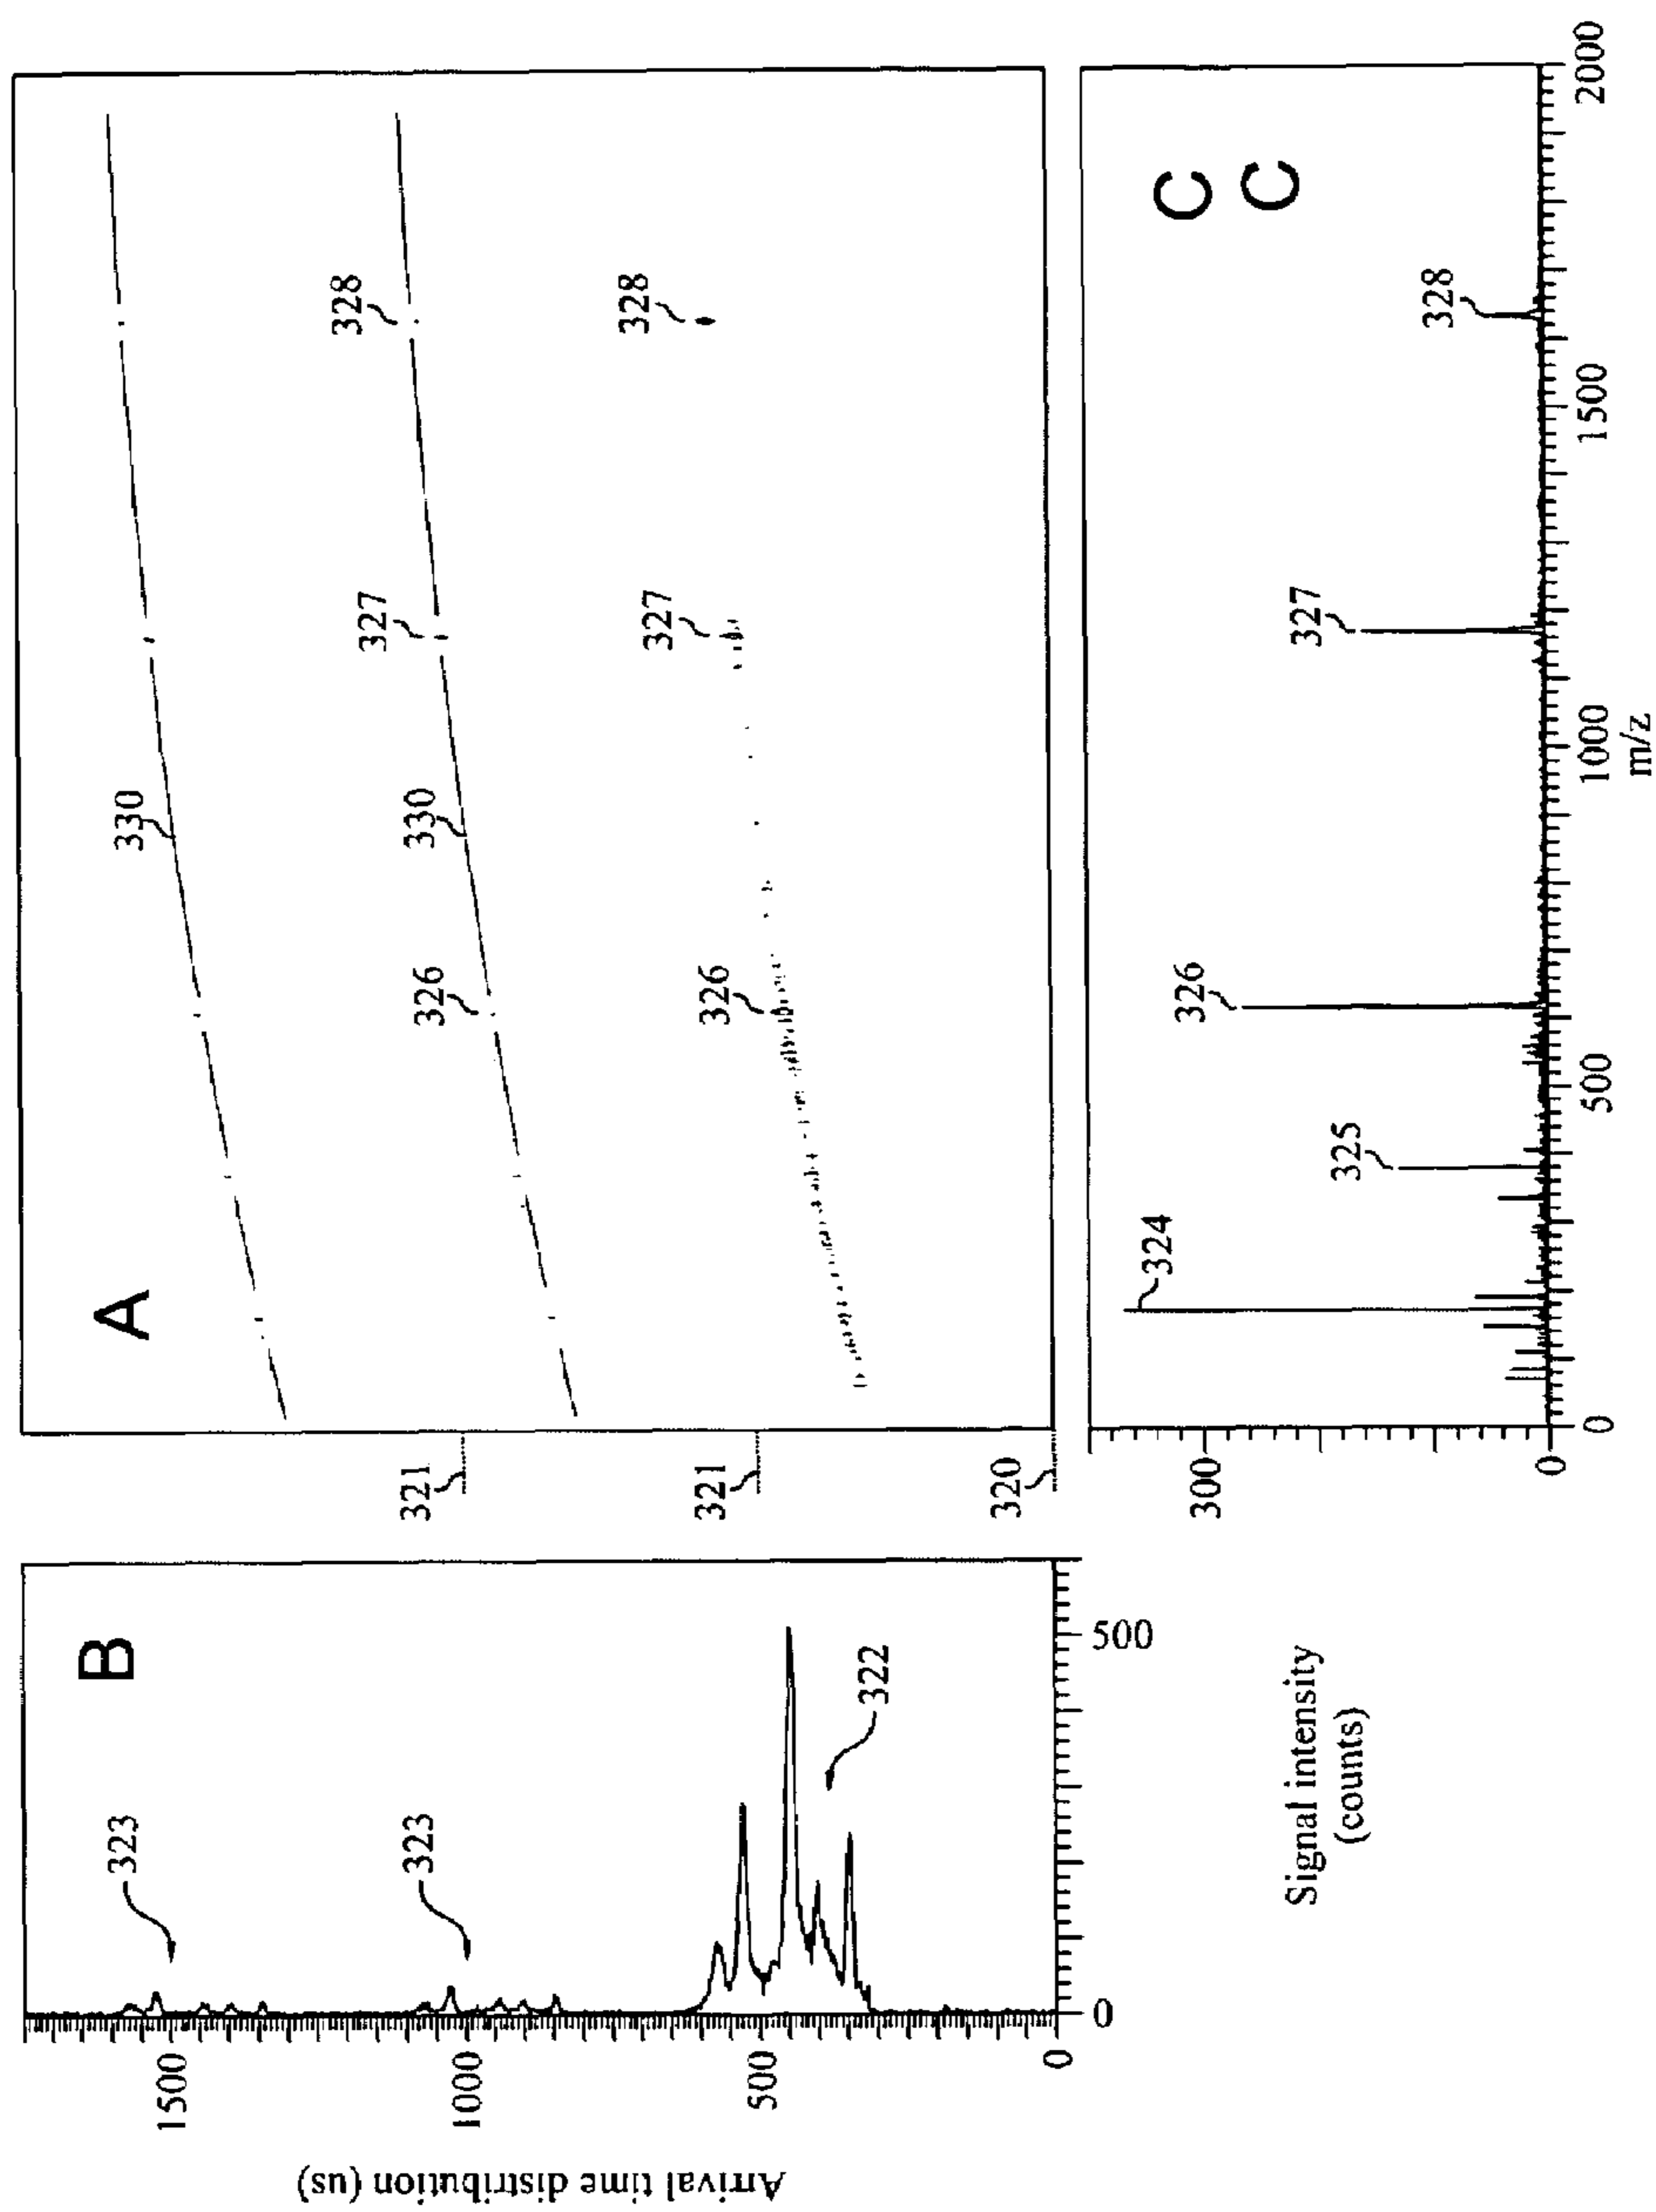 B
323
323
322
1500
1000
500
0
Arrival time distribution (us)
0 500
Signal intensity
(counts)
A
330
328
327
330
326
321
328
327
326
321
320
C
C
324
326
327
325
328
300
0
0 500 1000 1500 2000
m/z